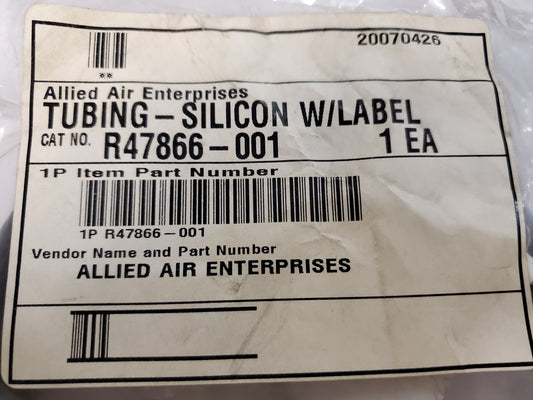 20070426
Allied Air Enterprises
TUBING-SILICON W/LABEL
CAT NO. R47866-001 1 EA
1P Item Part Number
1P R47866-001
Vendor Name and Part Number
ALLIED AIR ENTERPRISES